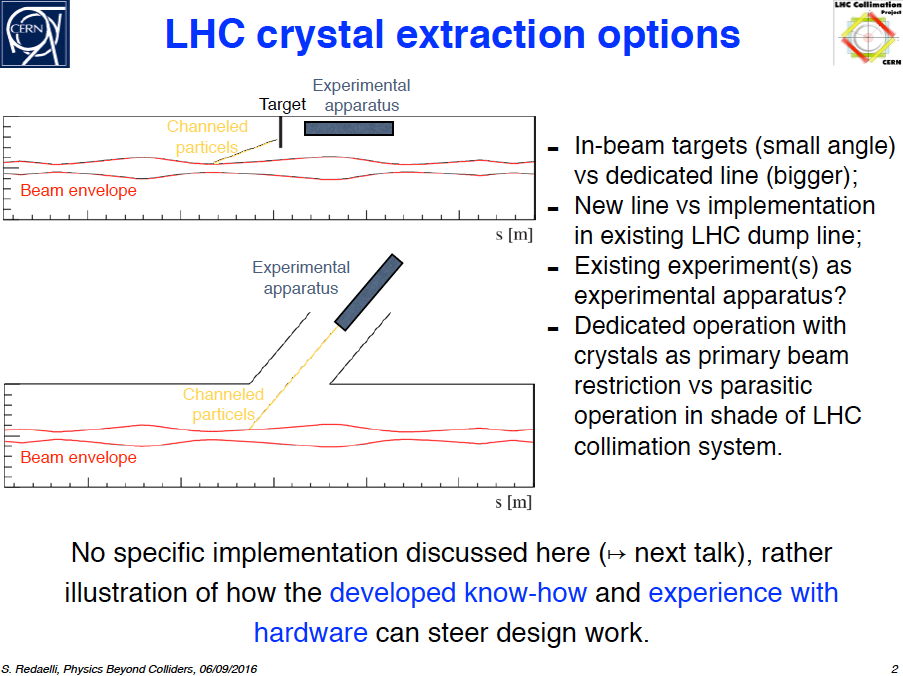 CERN
LHC crystal extraction options
LHC Collimation
Project
CERN
Experimental
apparatus
Target
Channeled
particels
Beam envelope
s [m]
Experimental
apparatus
Channeled
particels
Beam envelope
s [m]
- In-beam targets (small angle)
vs dedicated line (bigger);
- New line vs implementation
in existing LHC dump line;
- Existing experiment(s) as
experimental apparatus?
- Dedicated operation with
crystals as primary beam
restriction vs parasitic
operation in shade of LHC
collimation system.
No specific implementation discussed here (↦ next talk), rather
illustration of how the developed know-how and experience with
hardware can steer design work.
S. Redaelli, Physics Beyond Colliders, 06/09/2016
2